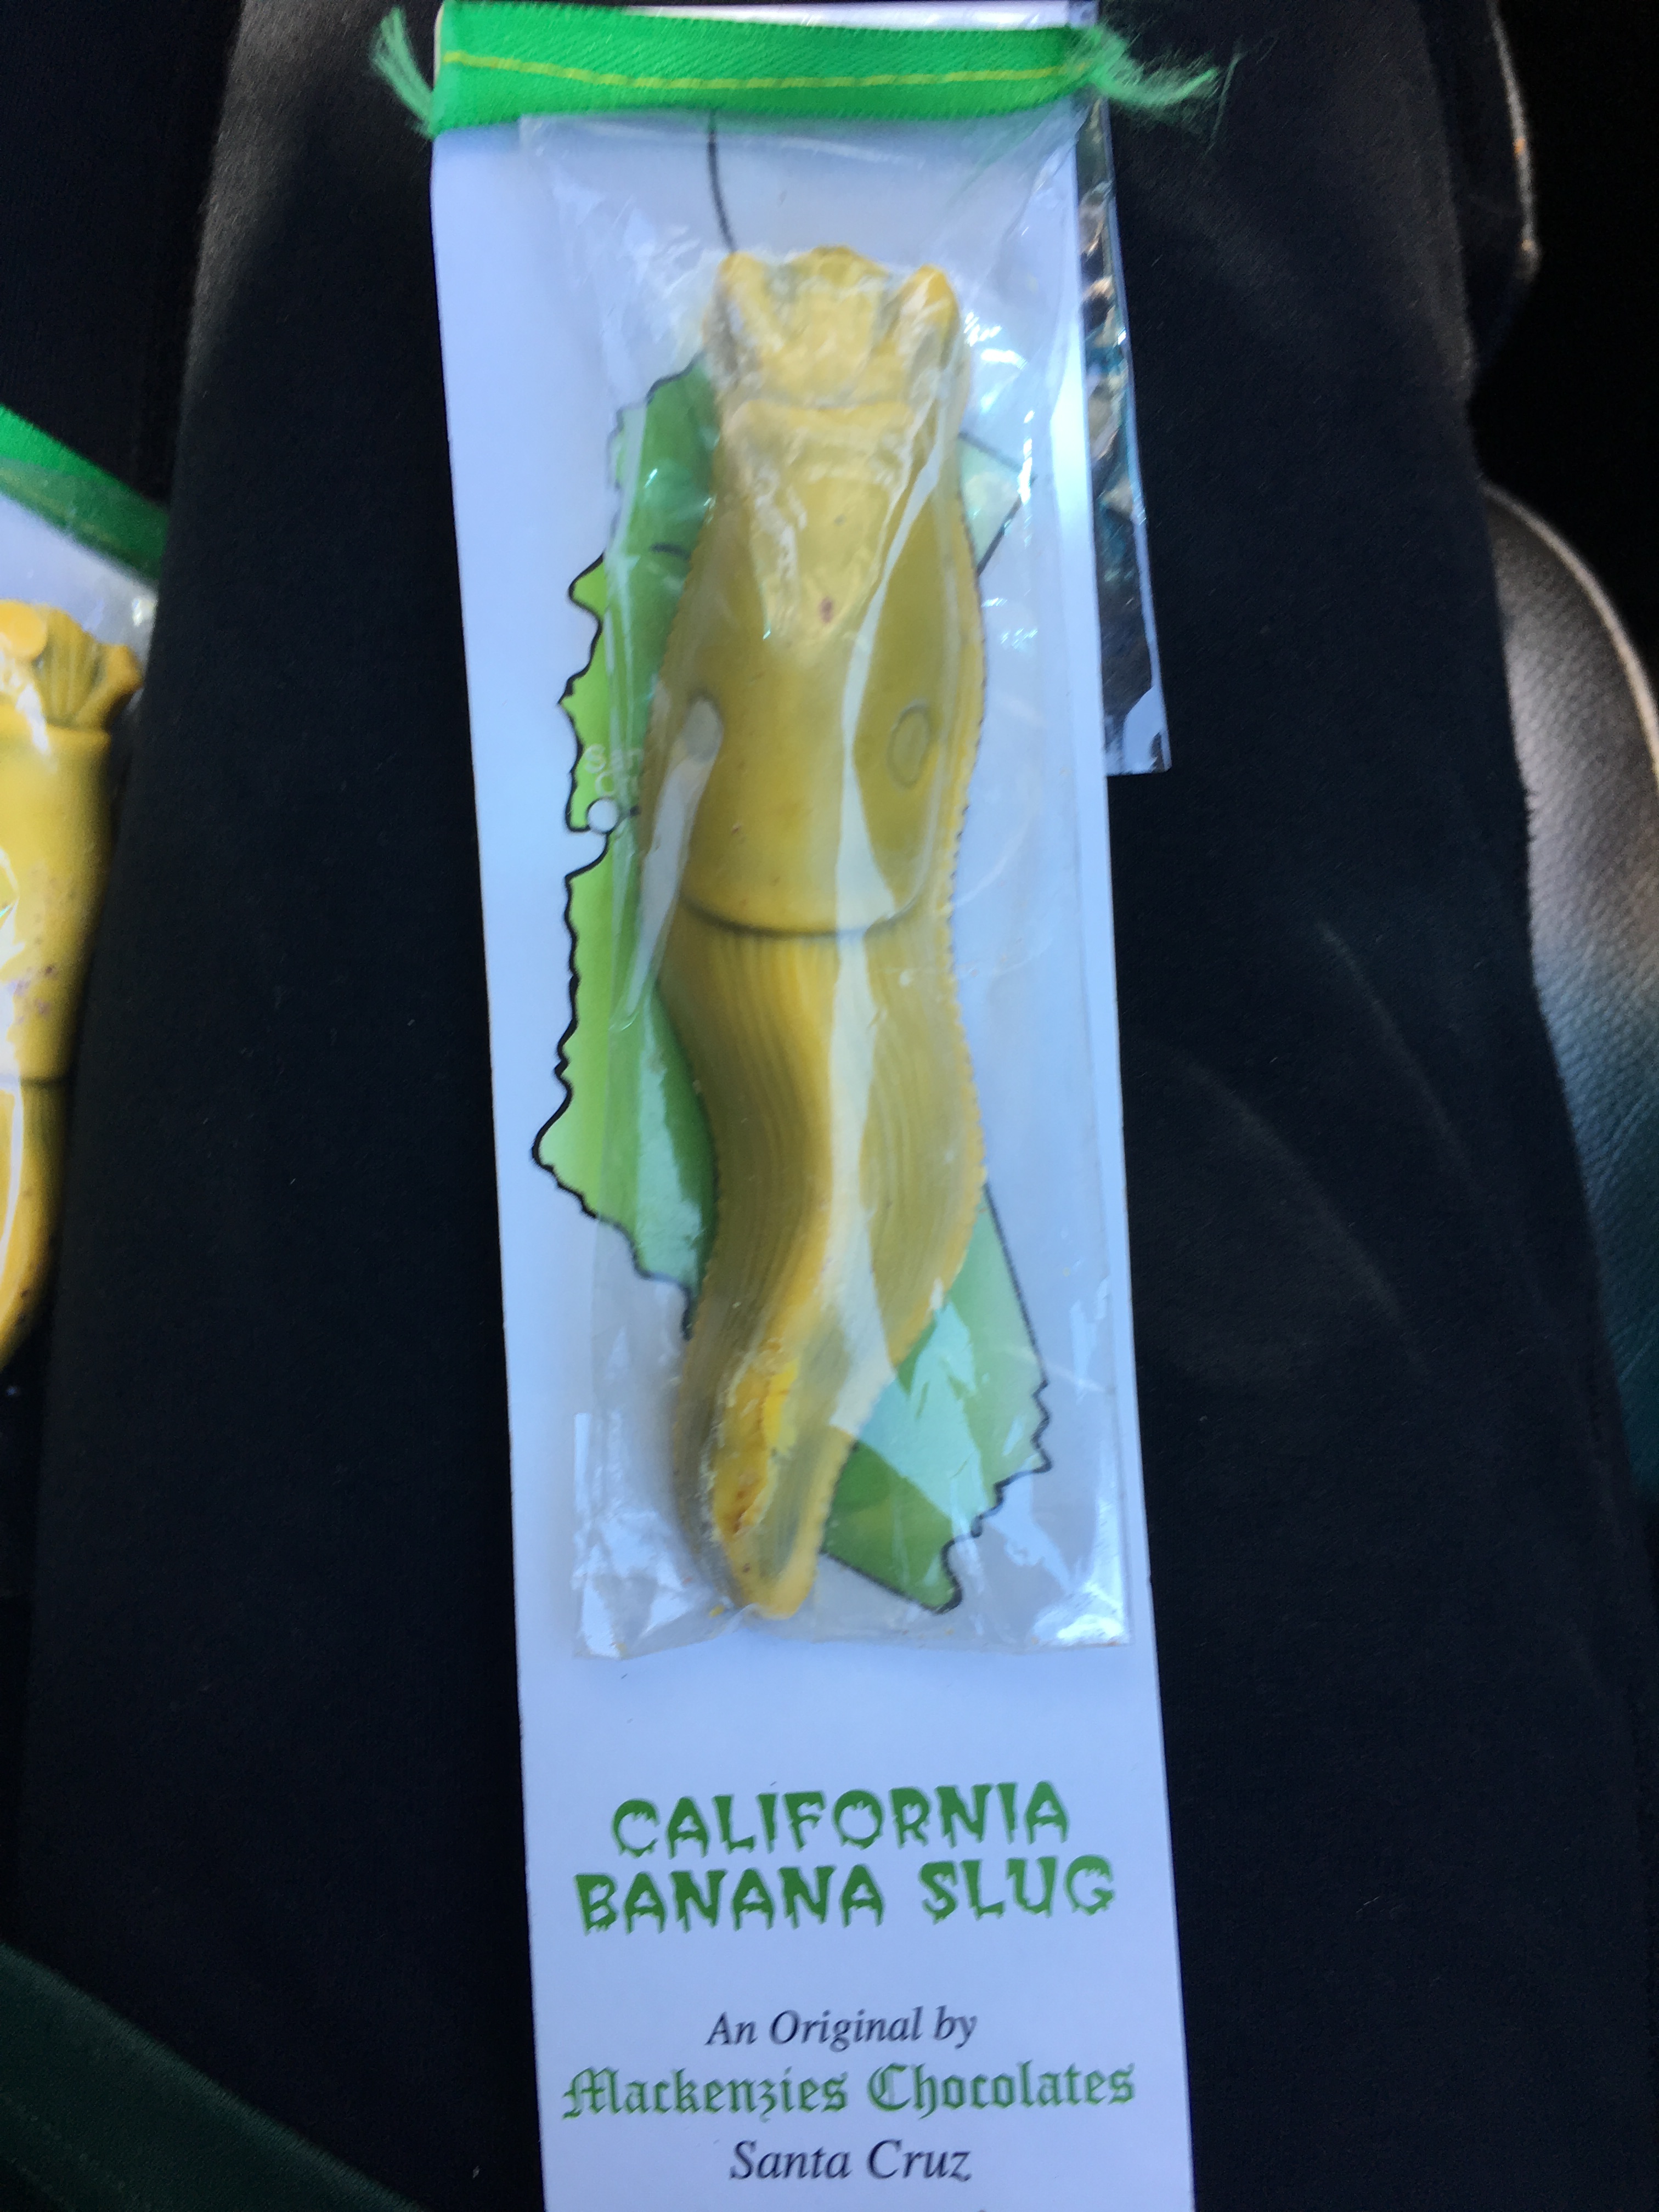 CALIFORNIA
BANANA SLUG
An Original by
Mackenzies Chocolates
Santa Cruz